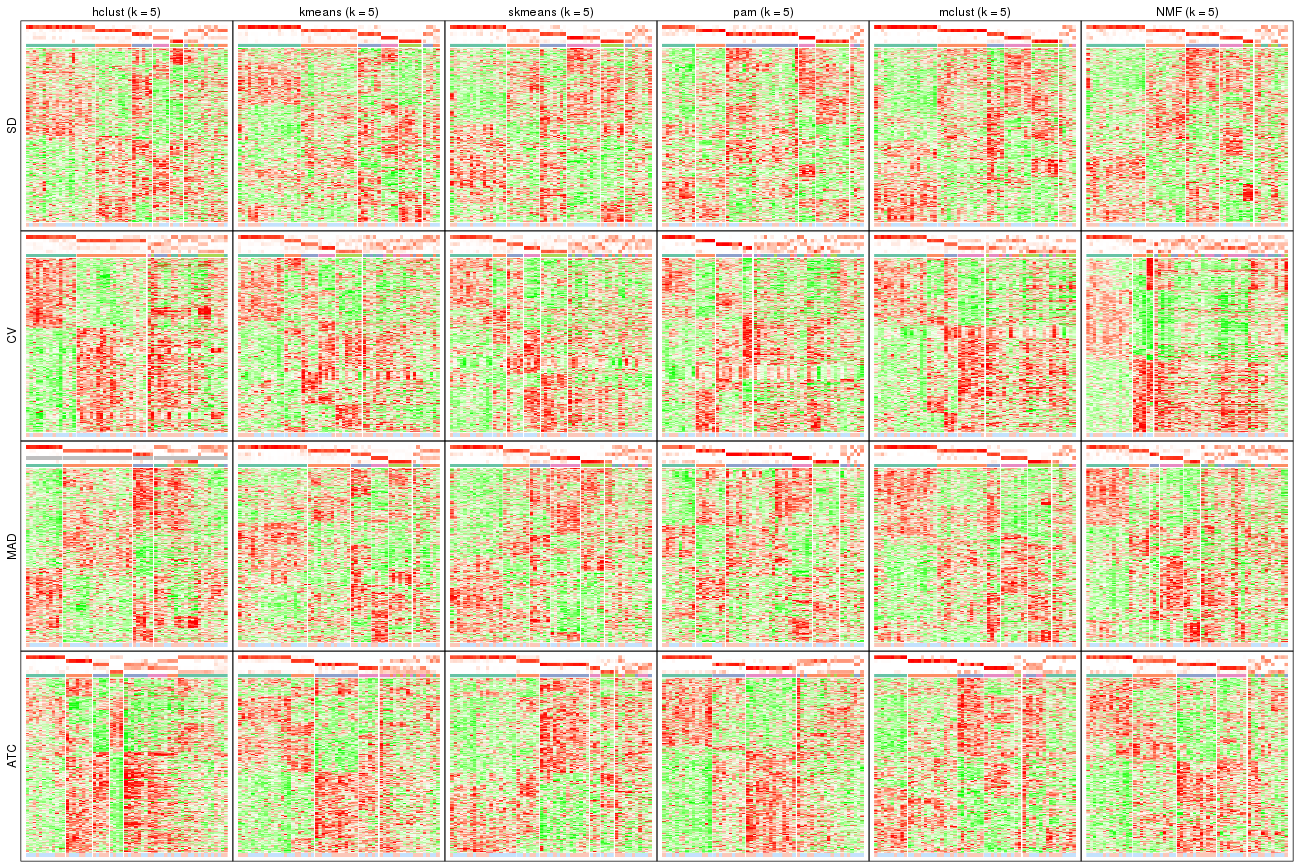 hclust (k = 5) kmeans (k = 5) skmeans (k = 5) pam (k = 5) mclust (k = 5) NMF (k = 5)
SD
CV
MAD
ATC